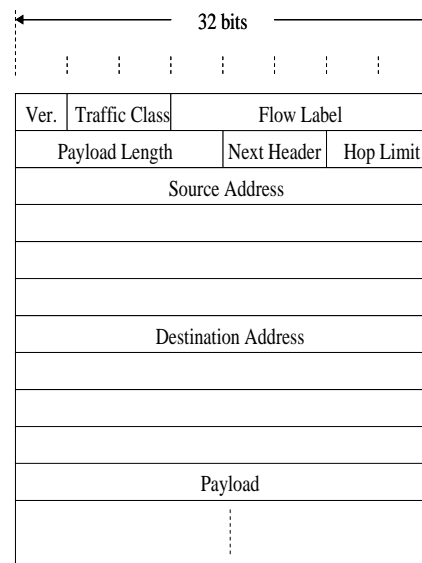 32 bits
Ver. Traffic Class Flow Label
Payload Length Next Header Hop Limit
Source Address
Destination Address
Payload